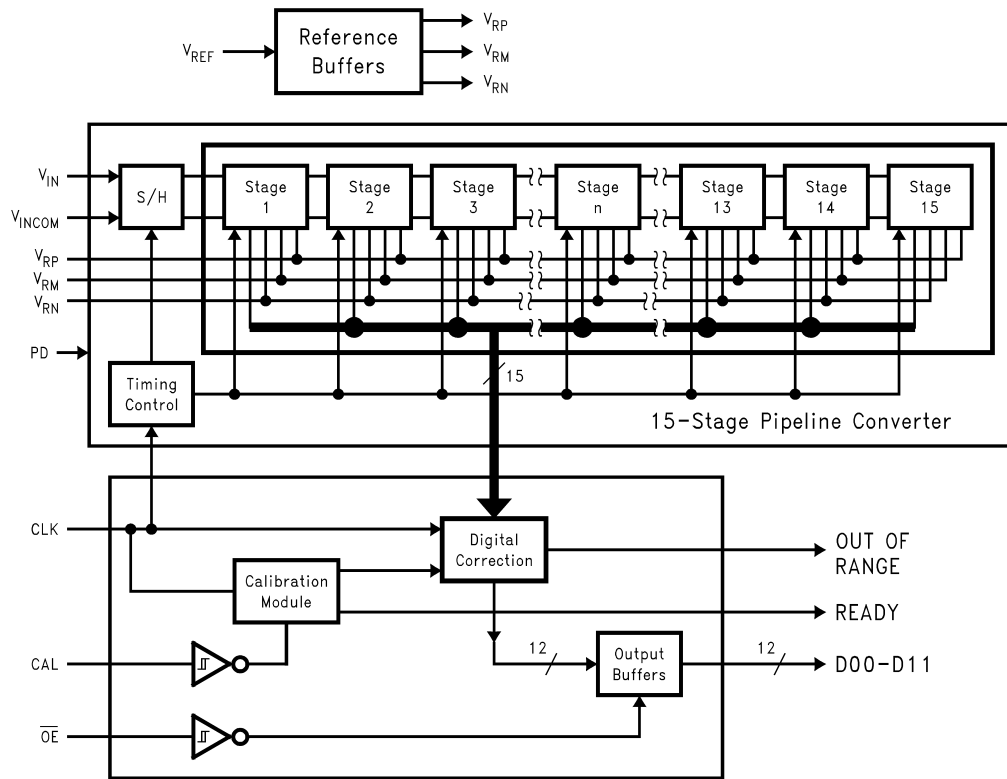 V_REF
Reference
Buffers
V_RP
V_RM
V_RN
V_IN
V_INCOM
V_RP
V_RM
V_RN
PD
S/H
Stage
1
Stage
2
Stage
3
Stage
n
Stage
13
Stage
14
Stage
15
Timing
Control
15
15-Stage Pipeline Converter
CLK
Digital
Correction
OUT OF
RANGE
Calibration
Module
READY
CAL
12
Output
Buffers
12
D00-D11
O̅E̅